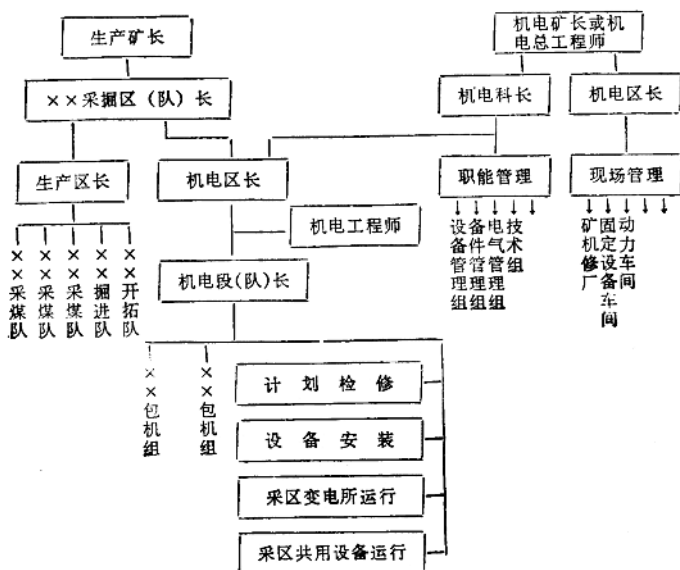 生产矿长
机电矿长或机
电总工程师
××采掘区（队）长
机电科长
机电区长
生产区长
机电区长
职能管理
现场管理
机电工程师
设备管理组
备件管理组
电气管理组
技术组
矿机修厂
固定设备车间
动力车间
机电段(队)长
××采煤队
××采煤队
××采煤队
××掘进队
××开拓队
××包机组
××包机组
计划检修
设备安装
采区变电所运行
采区共用设备运行